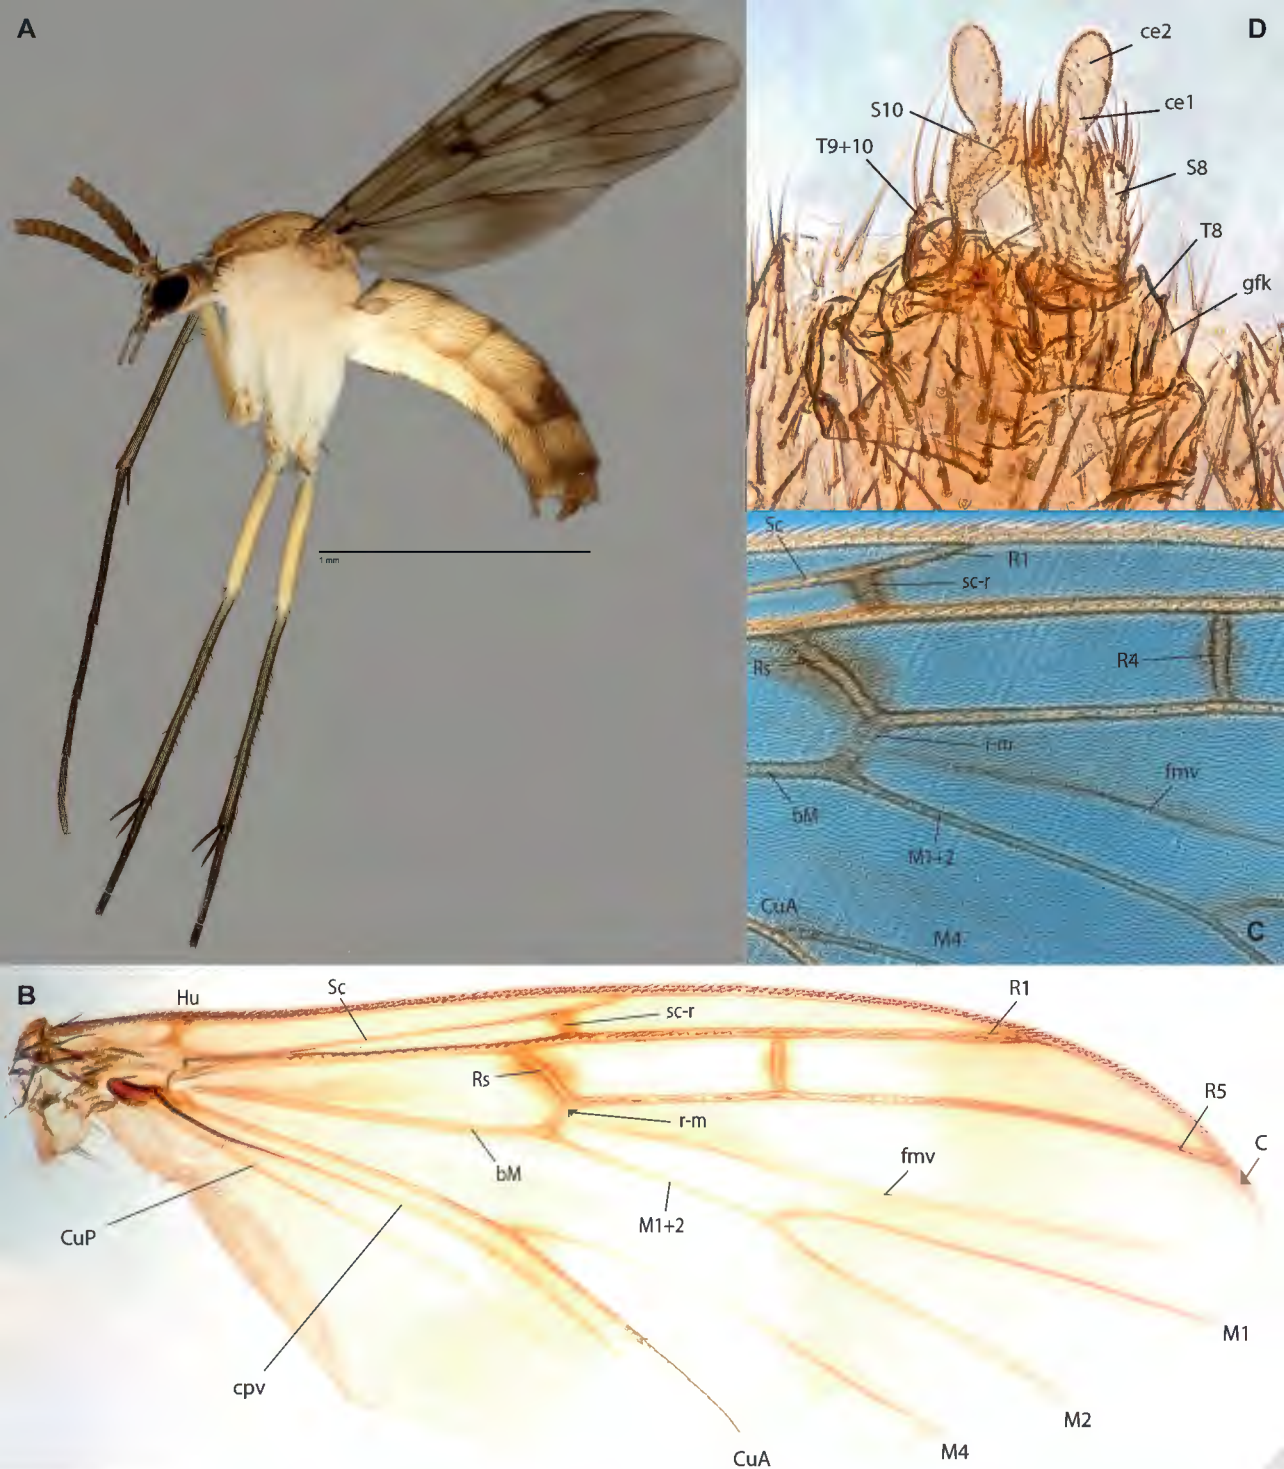 A
1 mm
D
ce2
ce1
S10
T9+10
S8
T8
gfk
Sc
R1
sc-r
Rs
R4
r-m
fmv
bM
M1+2
CuA
M4
C
B
Hu
Sc
sc-r
R1
Rs
r-m
R5
C
bM
fmv
M1+2
CuP
cpv
M1
M2
CuA
M4